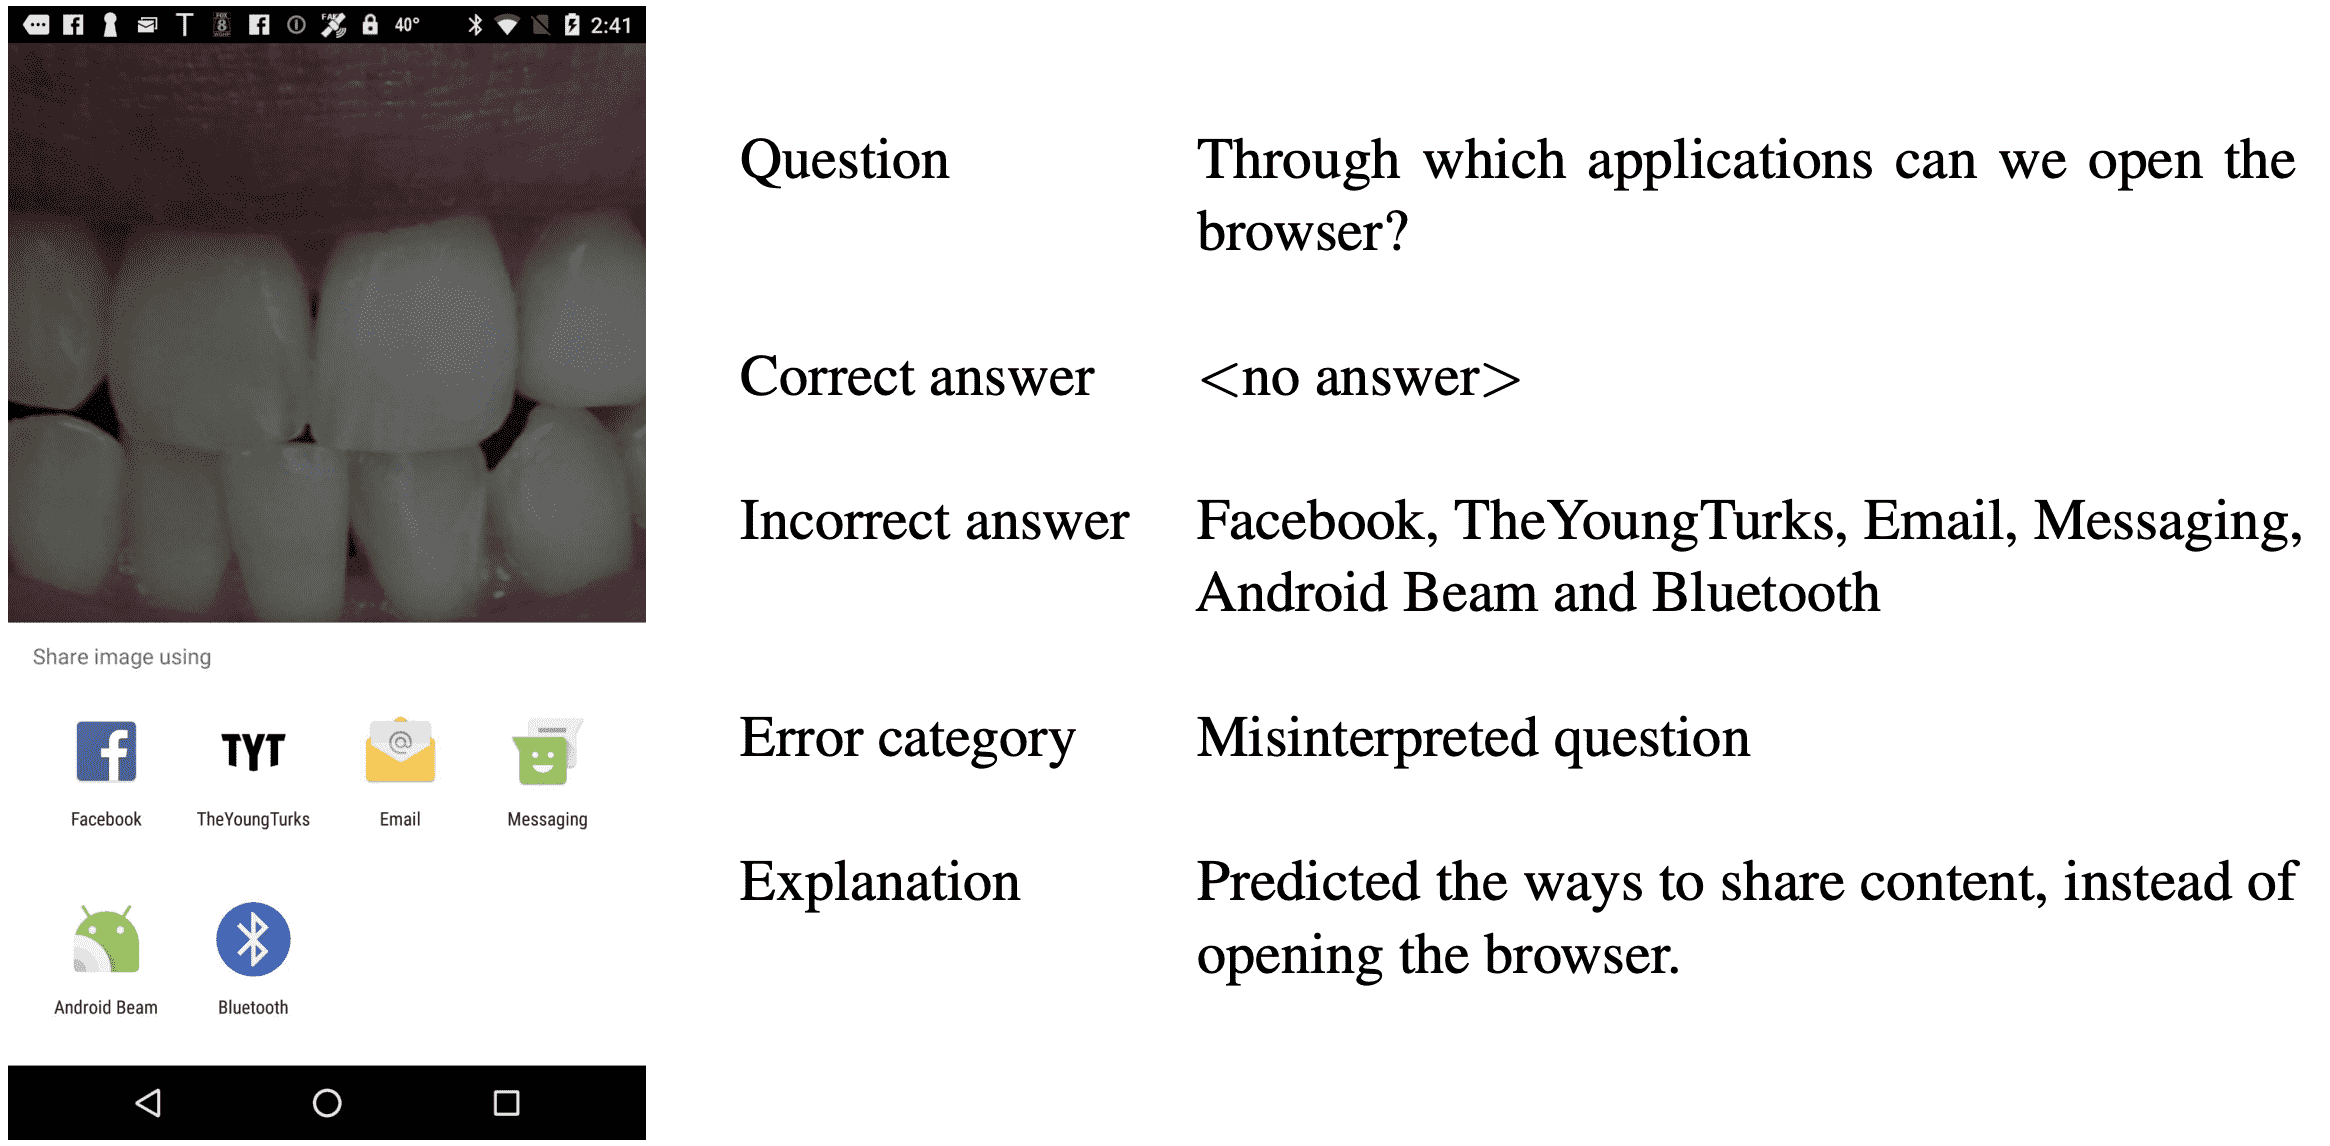 40° 2:41
Share image using
TYT
Facebook TheYoungTurks Email Messaging
Android Beam Bluetooth
Question Through which applications can we open the
browser?
Correct answer <no answer>
Incorrect answer Facebook, TheYoungTurks, Email, Messaging,
Android Beam and Bluetooth
Error category Misinterpreted question
Explanation Predicted the ways to share content, instead of
opening the browser.